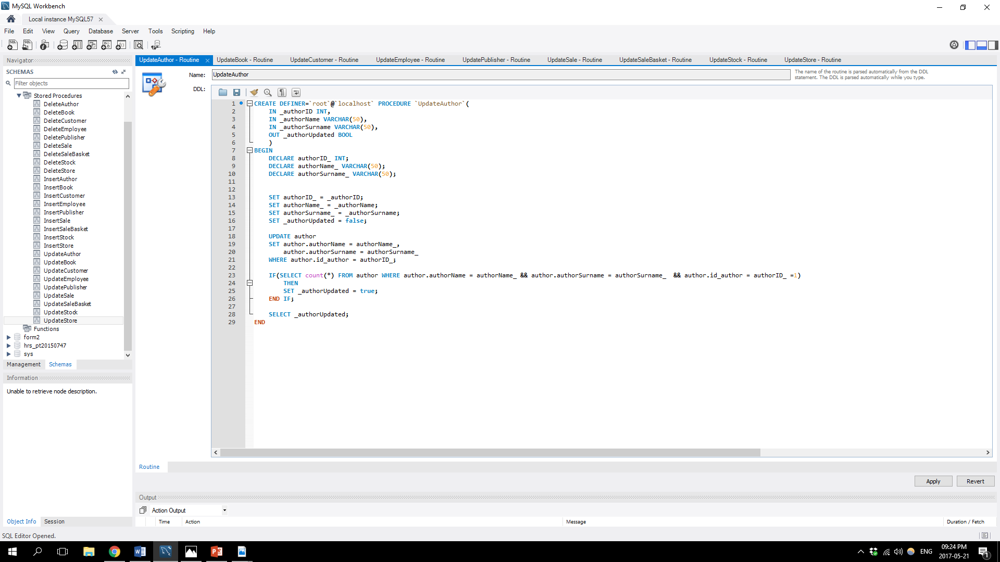 MySQL Workbench
Local instance MySQL57
File Edit View Query Database Server Tools Scripting Help
Navigator
SCHEMAS
Filter objects
Stored Procedures
DeleteAuthor
DeleteBook
DeleteCustomer
DeleteEmployee
DeletePublisher
DeleteSale
DeleteSaleBasket
DeleteStock
DeleteStore
InsertAuthor
InsertBook
InsertCustomer
InsertEmployee
InsertPublisher
InsertSale
InsertSaleBasket
InsertStock
InsertStore
UpdateAuthor
UpdateBook
UpdateCustomer
UpdateEmployee
UpdatePublisher
UpdateSale
UpdateSaleBasket
UpdateStock
UpdateStore
Functions
form2
hrs_pt20150747
sys
Management Schemas
Information
Unable to retrieve node description.
Object Info Session
UpdateAuthor - Routine UpdateBook - Routine UpdateCustomer - Routine UpdateEmployee - Routine UpdatePublisher - Routine UpdateSale - Routine UpdateSaleBasket - Routine UpdateStock - Routine UpdateStore - Routine
Name: UpdateAuthor
The name of the routine is parsed automatically from the DDL
statement. The DDL is parsed automatically while you type.
DDL:
1 CREATE DEFINER=`root`@`localhost` PROCEDURE `UpdateAuthor`(
2 IN _authorID INT,
3 IN _authorName VARCHAR(50),
4 IN _authorSurname VARCHAR(50),
5 OUT _authorUpdated BOOL
6 )
7 BEGIN
8 DECLARE authorID_ INT;
9 DECLARE authorName_ VARCHAR(50);
10 DECLARE authorSurname_ VARCHAR(50);
11
12
13 SET authorID_ = _authorID;
14 SET authorName_ = _authorName;
15 SET authorSurname_ = _authorSurname;
16 SET _authorUpdated = false;
17
18 UPDATE author
19 SET author.authorName = authorName_,
20 author.authorSurname = authorSurname_
21 WHERE author.id_author = authorID_;
22
23 IF(SELECT count(*) FROM author WHERE author.authorName = authorName_ && author.authorSurname = authorSurname_ && author.id_author = authorID_ =1)
24 THEN
25 SET _authorUpdated = true;
26 END IF;
27
28 SELECT _authorUpdated;
29 END
Routine
Apply Revert
Output
Action Output
Time Action Message Duration / Fetch
SQL Editor Opened.
ENG
09:24 PM
2017-05-21
1